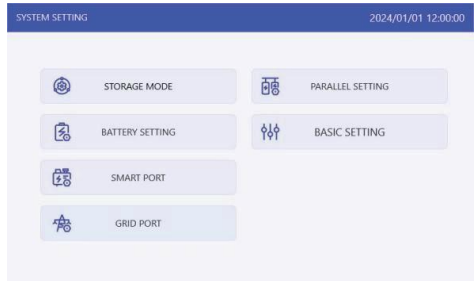 SYSTEM SETTING 2024/01/01 12:00:00
STORAGE MODE PARALLEL SETTING
BATTERY SETTING BASIC SETTING
SMART PORT
GRID PORT